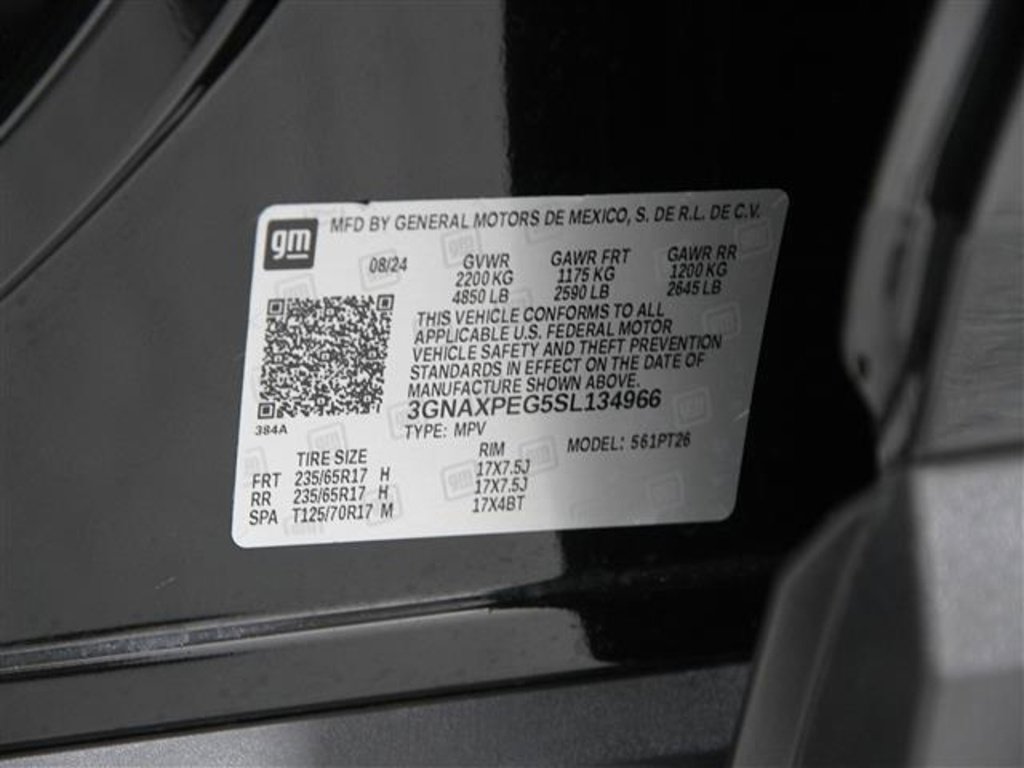 gm
MFD BY GENERAL MOTORS DE MEXICO, S. DE R.L. DE C.V.
08/24 GVWR GAWR FRT GAWR RR
2200 KG 1175 KG 1200 KG
4850 LB 2590 LB 2645 LB
THIS VEHICLE CONFORMS TO ALL
APPLICABLE U.S. FEDERAL MOTOR
VEHICLE SAFETY AND THEFT PREVENTION
STANDARDS IN EFFECT ON THE DATE OF
MANUFACTURE SHOWN ABOVE.
3GNAXPEG5SL134966
384A
TYPE: MPV MODEL: 561PT26
TIRE SIZE RIM
FRT 235/65R17 H 17X7.5J
RR 235/65R17 H 17X7.5J
SPA T125/70R17 M 17X4BT